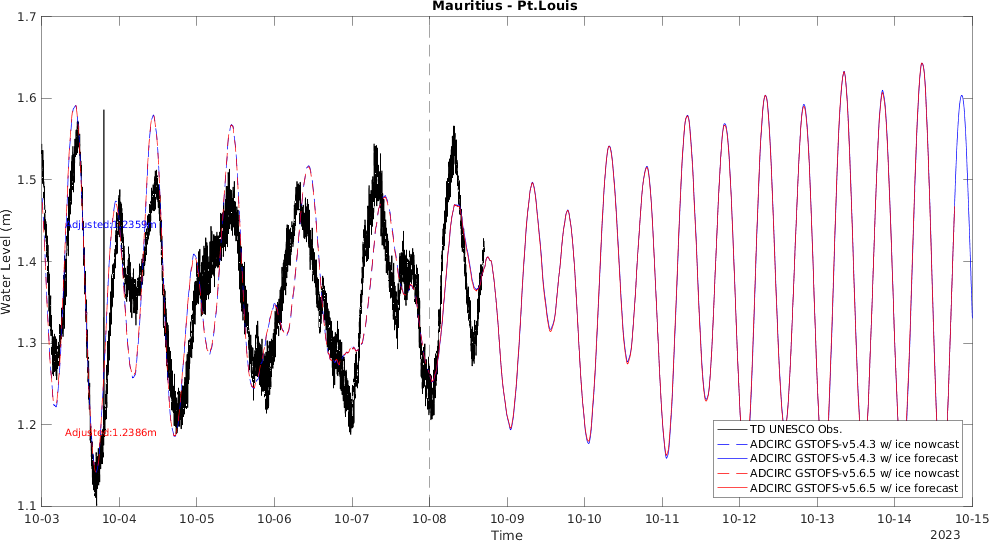 Mauritius - Pt.Louis
Water Level (m)
1.7
1.6
1.5
1.4
1.3
1.2
1.1
Adjusted:1.2359m
Adjusted:1.2386m
TD UNESCO Obs.
ADCIRC GSTOFS-v5.4.3 w/ ice nowcast
ADCIRC GSTOFS-v5.4.3 w/ ice forecast
ADCIRC GSTOFS-v5.6.5 w/ ice nowcast
ADCIRC GSTOFS-v5.6.5 w/ ice forecast
10-03 10-04 10-05 10-06 10-07 10-08 10-09 10-10 10-11 10-12 10-13 10-14 10-15
Time
2023